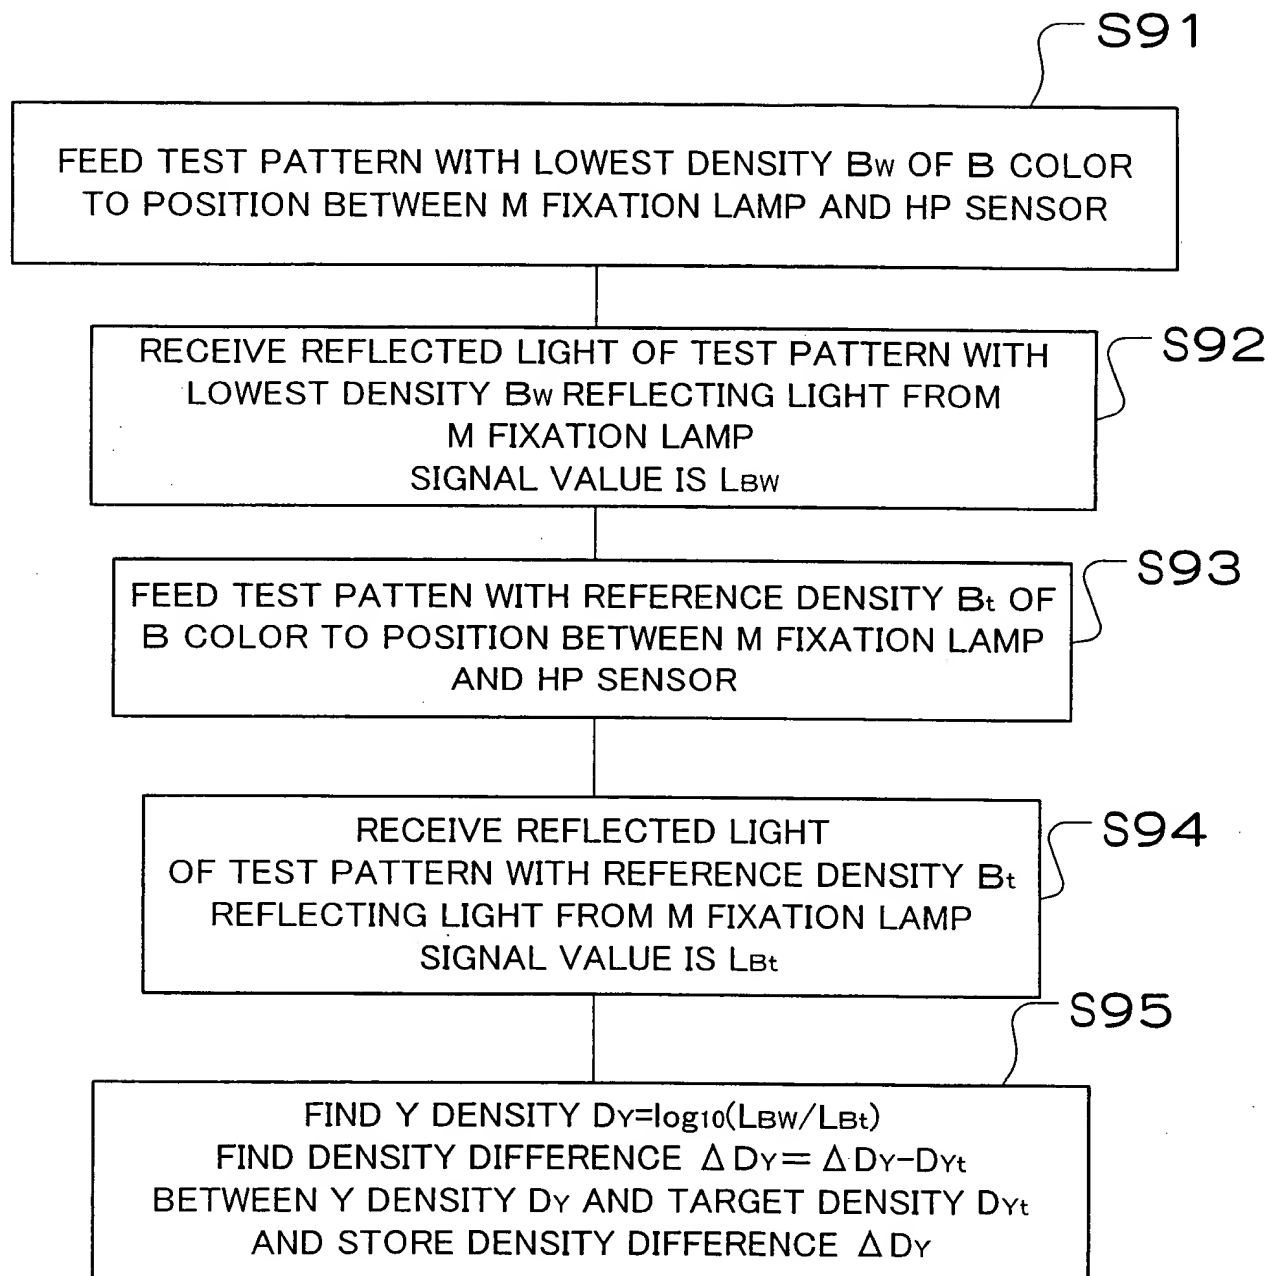 S91
FEED TEST PATTERN WITH LOWEST DENSITY BW OF B COLOR
TO POSITION BETWEEN M FIXATION LAMP AND HP SENSOR
S92
RECEIVE REFLECTED LIGHT OF TEST PATTERN WITH
LOWEST DENSITY BW REFLECTING LIGHT FROM
M FIXATION LAMP
SIGNAL VALUE IS LBW
S93
FEED TEST PATTEN WITH REFERENCE DENSITY Bt OF
B COLOR TO POSITION BETWEEN M FIXATION LAMP
AND HP SENSOR
S94
RECEIVE REFLECTED LIGHT
OF TEST PATTERN WITH REFERENCE DENSITY Bt
REFLECTING LIGHT FROM M FIXATION LAMP
SIGNAL VALUE IS LBt
S95
FIND Y DENSITY DY=log10(LBW/LBt)
FIND DENSITY DIFFERENCE ΔDY=ΔDY-DYt
BETWEEN Y DENSITY DY AND TARGET DENSITY DYt
AND STORE DENSITY DIFFERENCE ΔDY